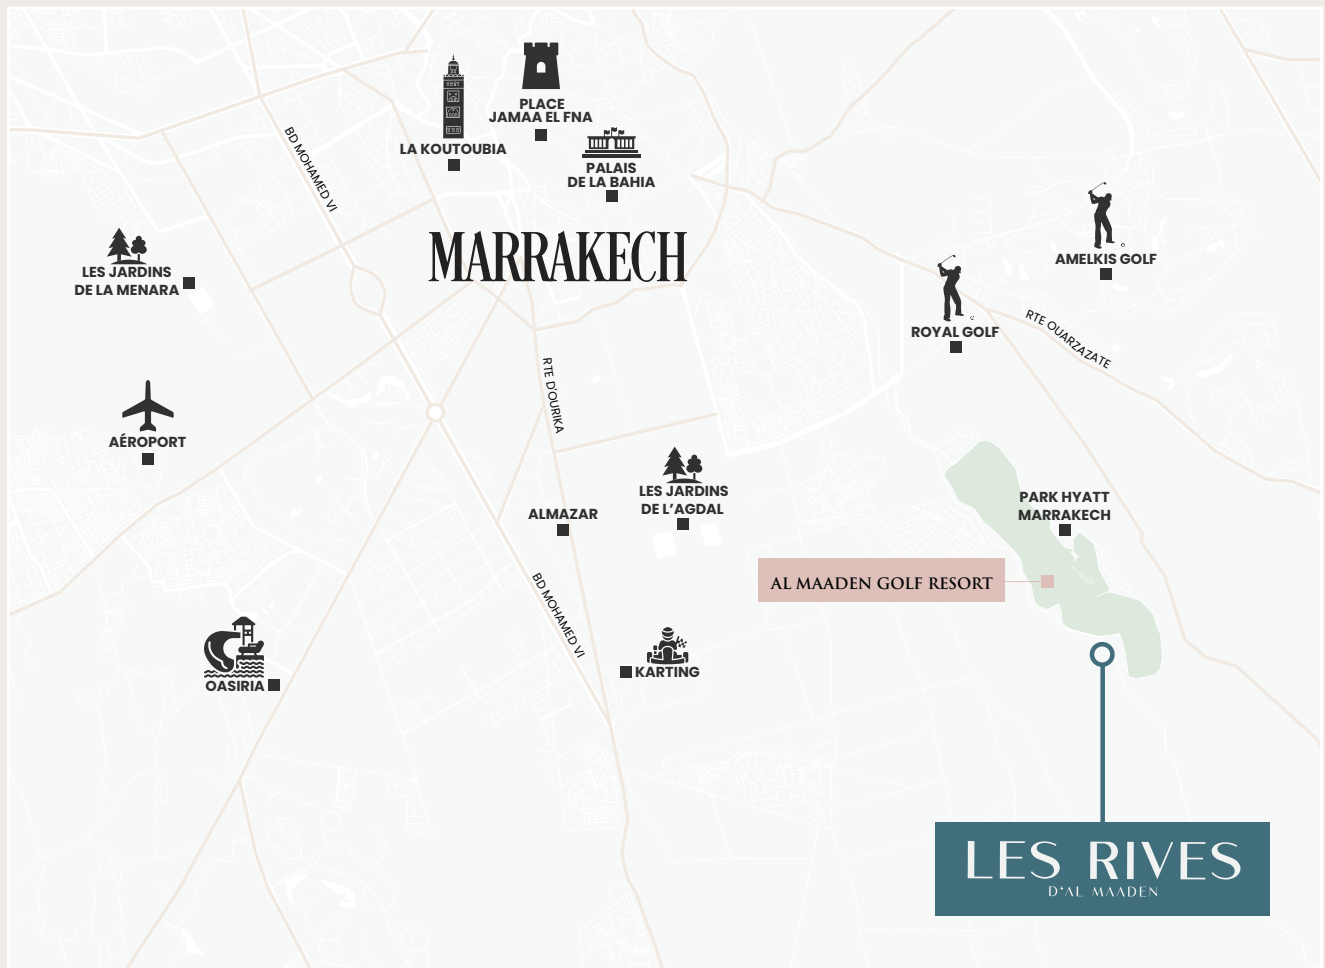 PLACE
JAMAA EL FNA
LA KOUTOUBIA
PALAIS
DE LA BAHIA
BD MOHAMED VI
MARRAKECH
LES JARDINS
DE LA MENARA
AMELKIS GOLF
ROYAL GOLF
RTE OUARZAZATE
RTE D'OURIKA
AÉROPORT
LES JARDINS
DE L’AGDAL
ALMAZAR
PARK HYATT
MARRAKECH
AL MAADEN GOLF RESORT
BD MOHAMED VI
KARTING
OASIRIA
LES RIVES
D'AL MAADEN